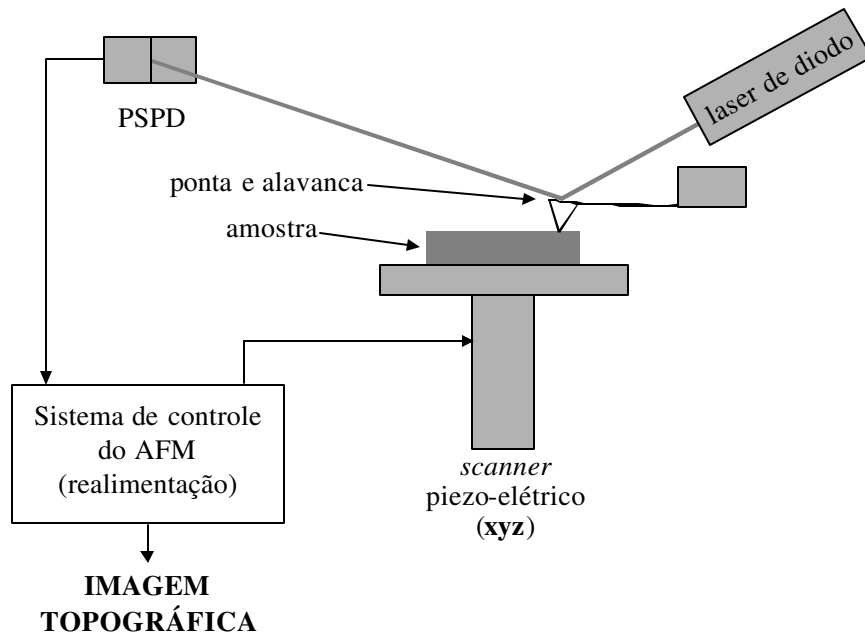 laser de diodo
PSPD
ponta e alavanca
amostra
Sistema de controle
do AFM
(realimentação)
scanner
piezo-elétrico
(xyz)
IMAGEM
TOPOGRÁFICA